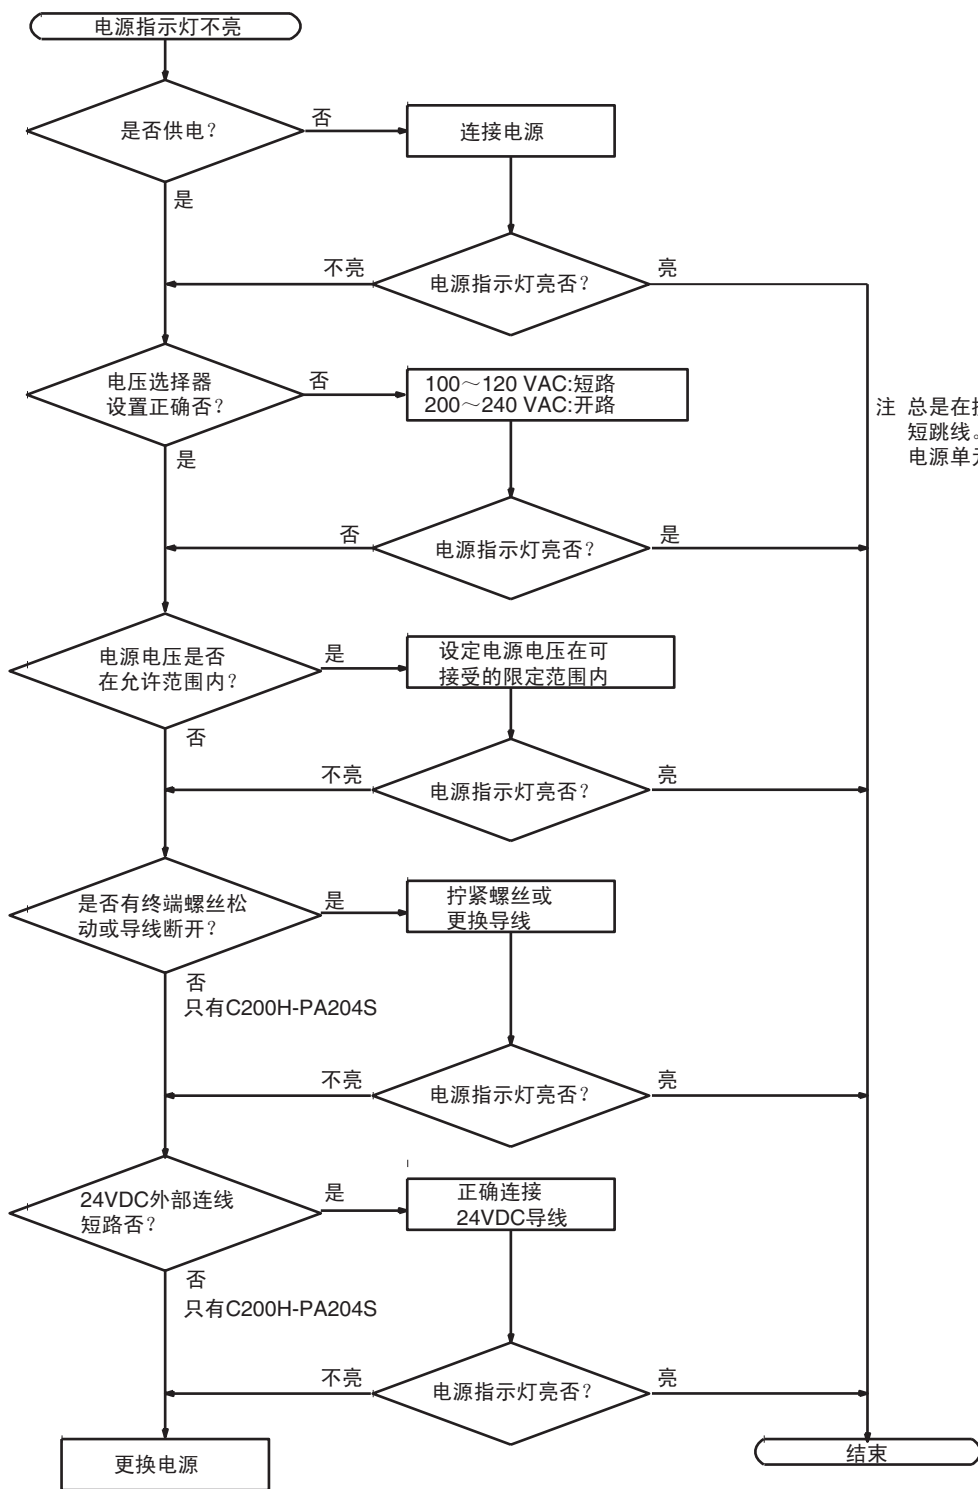 电源指示灯不亮
是否供电？
否
连接电源
是
不亮
电源指示灯亮否？
亮
电压选择器
设置正确否？
否
100～120 VAC:短路
200～240 VAC:开路
注 总是在
短跳线。
电源单
是
否
电源指示灯亮否？
是
电源电压是否
在允许范围内？
是
设定电源电压在可
接受的限定范围内
否
不亮
电源指示灯亮否？
亮
是否有终端螺丝松
动或导线断开？
是
拧紧螺丝或
更换导线
否
只有C200H-PA204S
不亮
电源指示灯亮否？
亮
24VDC外部连线
短路否？
是
正确连接
24VDC导线
否
只有C200H-PA204S
不亮
电源指示灯亮否？
亮
更换电源
结束